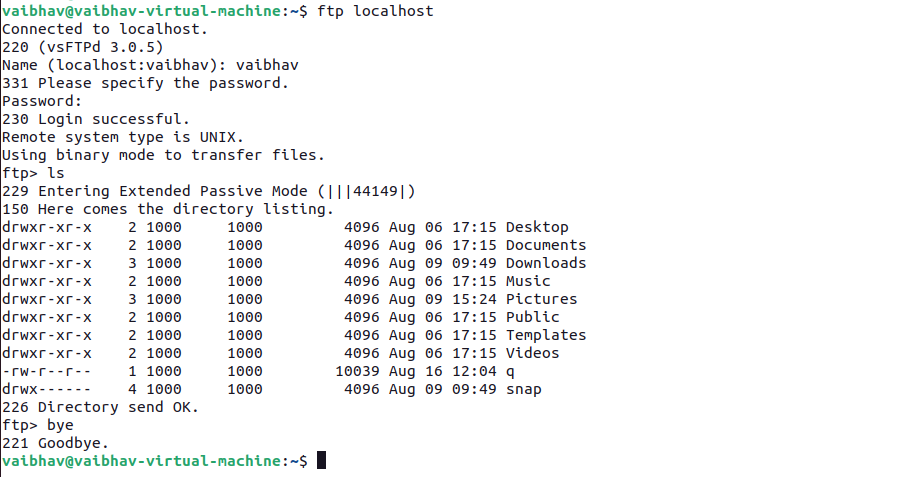 vaibhav@vaibhav-virtual-machine:~$ ftp localhost
Connected to localhost.
220 (vsFTPd 3.0.5)
Name (localhost:vaibhav): vaibhav
331 Please specify the password.
Password:
230 Login successful.
Remote system type is UNIX.
Using binary mode to transfer files.
ftp> ls
229 Entering Extended Passive Mode (|||44149|)
150 Here comes the directory listing.
drwxr-xr-x    2 1000     1000         4096 Aug 06 17:15 Desktop
drwxr-xr-x    2 1000     1000         4096 Aug 06 17:15 Documents
drwxr-xr-x    3 1000     1000         4096 Aug 09 09:49 Downloads
drwxr-xr-x    2 1000     1000         4096 Aug 06 17:15 Music
drwxr-xr-x    3 1000     1000         4096 Aug 09 15:24 Pictures
drwxr-xr-x    2 1000     1000         4096 Aug 06 17:15 Public
drwxr-xr-x    2 1000     1000         4096 Aug 06 17:15 Templates
drwxr-xr-x    2 1000     1000         4096 Aug 06 17:15 Videos
-rw-r--r--    1 1000     1000        10039 Aug 16 12:04 q
drwx------    4 1000     1000         4096 Aug 09 09:49 snap
226 Directory send OK.
ftp> bye
221 Goodbye.
vaibhav@vaibhav-virtual-machine:~$